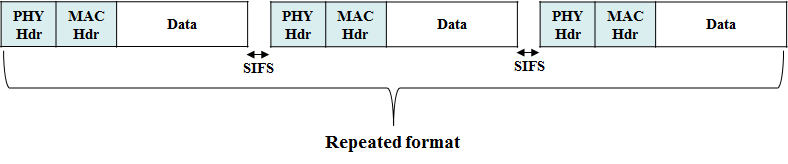 PHY Hdr MAC Hdr Data PHY Hdr MAC Hdr Data PHY Hdr MAC Hdr Data
SIFS SIFS
Repeated format